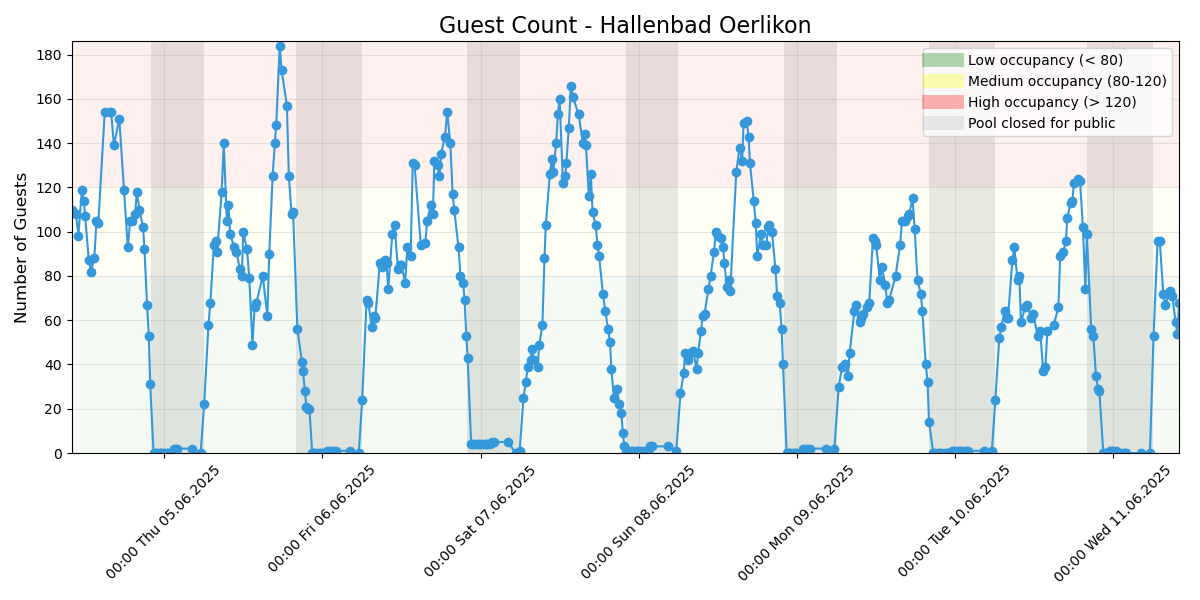 Guest Count - Hallenbad Oerlikon
Number of Guests
180
160
140
120
100
80
60
40
20
0
Low occupancy (< 80)
Medium occupancy (80-120)
High occupancy (> 120)
Pool closed for public
00:00 Thu 05.06.2025
00:00 Fri 06.06.2025
00:00 Sat 07.06.2025
00:00 Sun 08.06.2025
00:00 Mon 09.06.2025
00:00 Tue 10.06.2025
00:00 Wed 11.06.2025